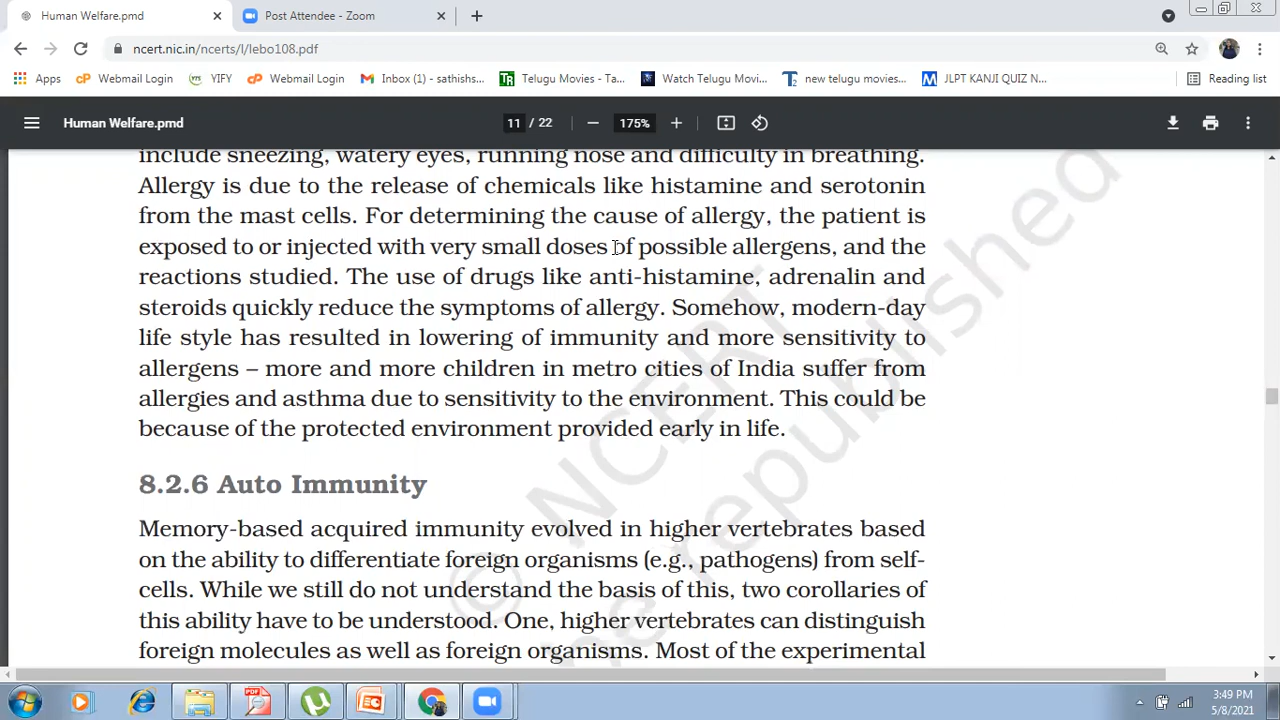 Human Welfare.pmd
Post Attendee - Zoom
ncert.nic.in/ncerts/l/lebo108.pdf
Apps
Webmail Login
YIFY
Webmail Login
Inbox (1) - sathishs...
Telugu Movies - Ta...
Watch Telugu Movi...
new telugu movies...
JLPT KANJI QUIZ N...
Reading list
Human Welfare.pmd
11 / 22
175%
include sneezing, watery eyes, running nose and difficulty in breathing.
Allergy is due to the release of chemicals like histamine and serotonin
from the mast cells. For determining the cause of allergy, the patient is
exposed to or injected with very small doses of possible allergens, and the
reactions studied. The use of drugs like anti-histamine, adrenalin and
steroids quickly reduce the symptoms of allergy. Somehow, modern-day
life style has resulted in lowering of immunity and more sensitivity to
allergens – more and more children in metro cities of India suffer from
allergies and asthma due to sensitivity to the environment. This could be
because of the protected environment provided early in life.
8.2.6 Auto Immunity
Memory-based acquired immunity evolved in higher vertebrates based
on the ability to differentiate foreign organisms (e.g., pathogens) from self-
cells. While we still do not understand the basis of this, two corollaries of
this ability have to be understood. One, higher vertebrates can distinguish
foreign molecules as well as foreign organisms. Most of the experimental
© NCERT
be republished
3:49 PM
5/8/2021